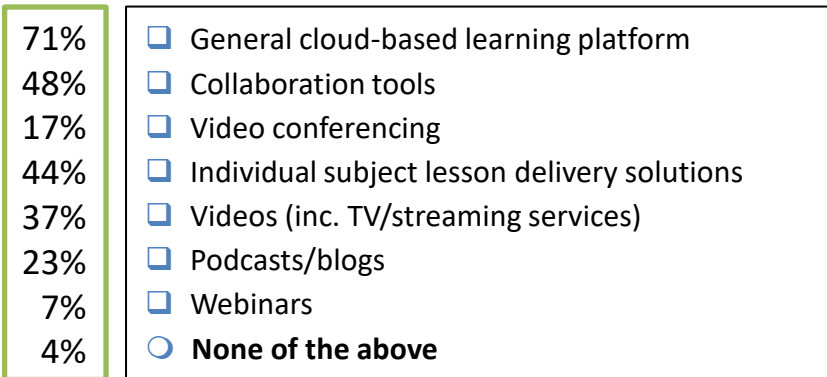 71% General cloud-based learning platform
48% Collaboration tools
17% Video conferencing
44% Individual subject lesson delivery solutions
37% Videos (inc. TV/streaming services)
23% Podcasts/blogs
7% Webinars
4% None of the above